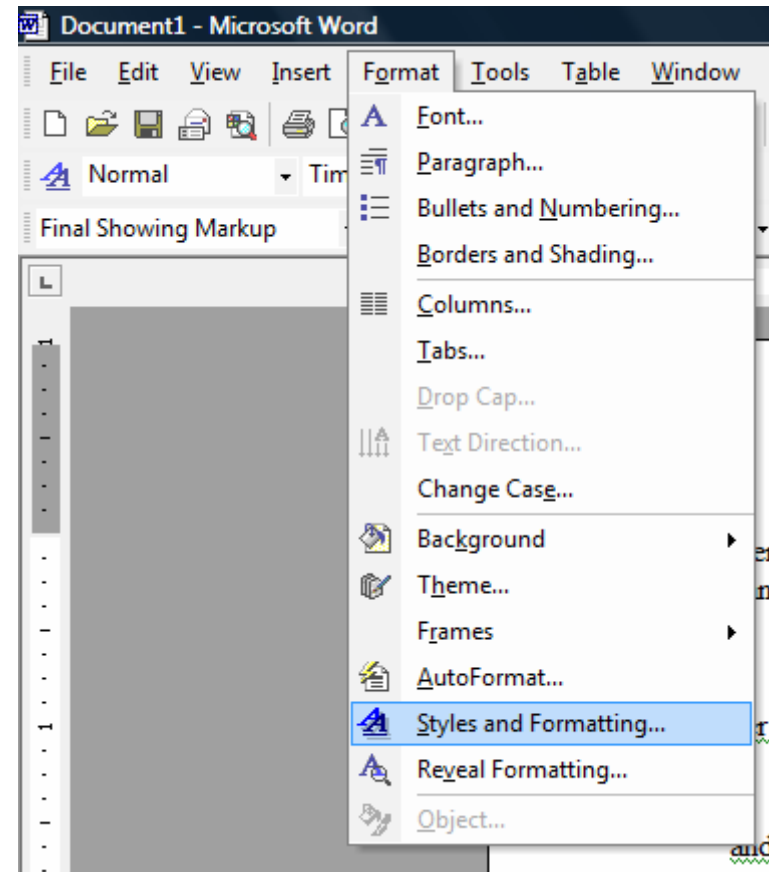 Document1 - Microsoft Word
File Edit View Insert Format Tools Table Window
Normal Tim
Final Showing Markup
Font...
Paragraph...
Bullets and Numbering...
Borders and Shading...
Columns...
Tabs...
Drop Cap...
Text Direction...
Change Case...
Background
Theme...
Frames
AutoFormat...
Styles and Formatting...
Reveal Formatting...
Object...
and